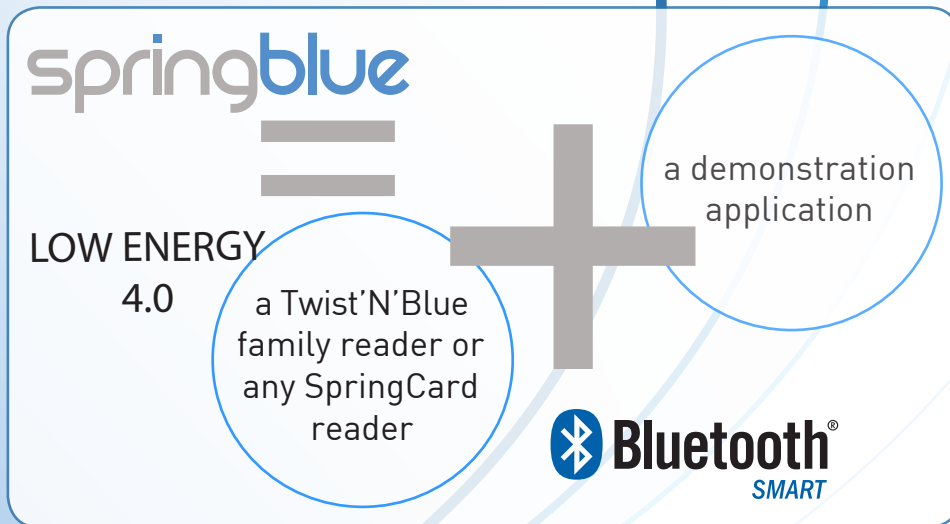 springblue
LOW ENERGY
4.0
a Twist'N'Blue
family reader or
any SpringCard
reader
a demonstration
application
Bluetooth®
SMART